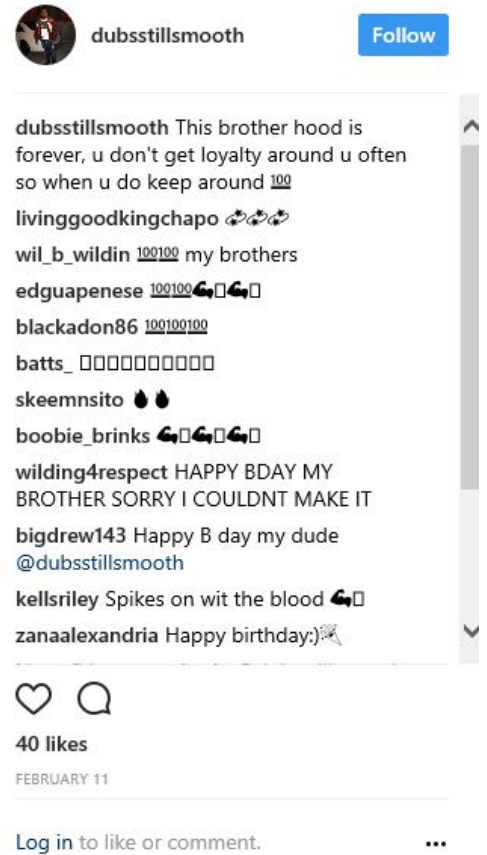 dubsstillsmooth
Follow
dubsstillsmooth This brother hood is
forever, u don't get loyalty around u often
so when u do keep around 💯
livinggoodkingchapo 💫💫💫
wil_b_wildin 💯💯 my brothers
edguapenese 💯💯💪▯💪▯
blackadon86 💯💯💯
batts_ ▯▯▯▯▯▯▯▯▯▯
skeemnsito 🔥🔥
boobie_brinks 💪▯💪▯💪▯
wilding4respect HAPPY BDAY MY
BROTHER SORRY I COULDNT MAKE IT
bigdrew143 Happy B day my dude
@dubsstillsmooth
kellsriley Spikes on wit the blood 💪▯
zanaalexandria Happy birthday:)🎉
40 likes
FEBRUARY 11
Log in to like or comment.